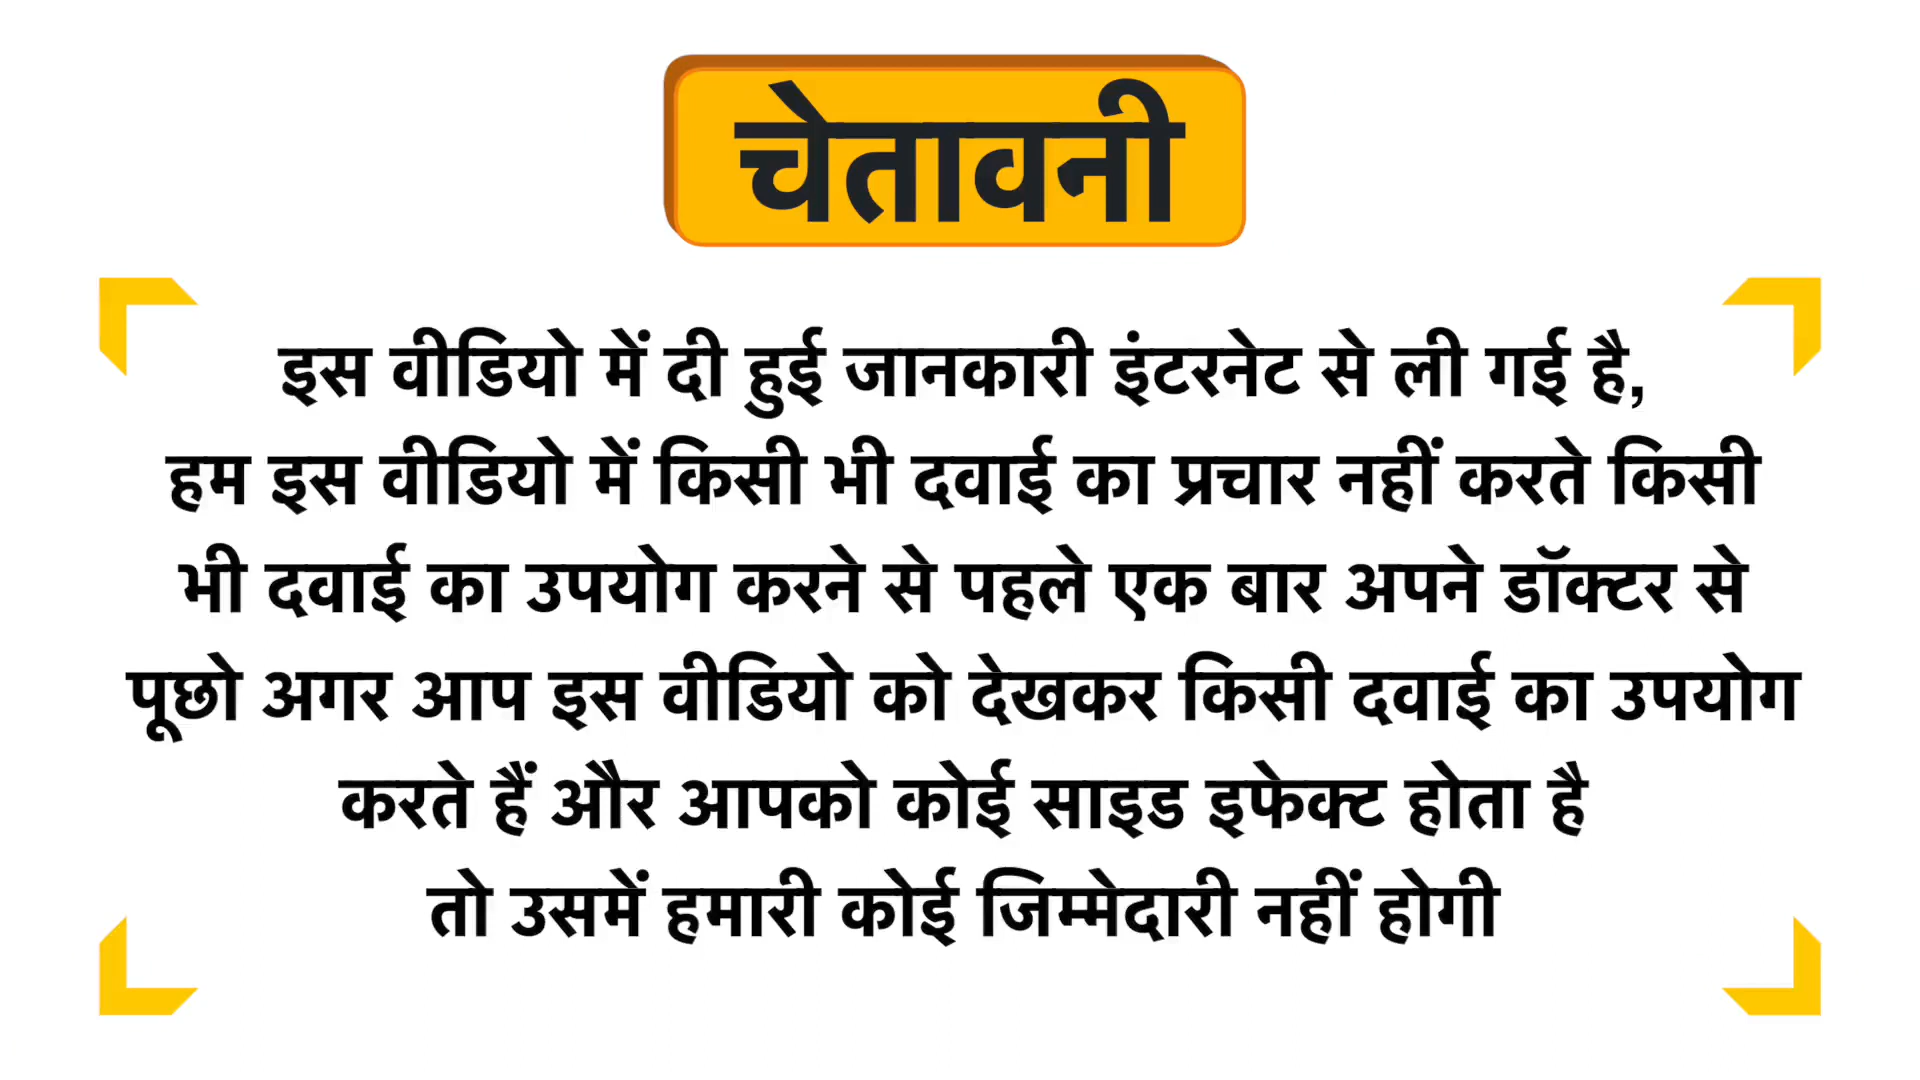 चेतावनी
इस वीडियो में दी हुई जानकारी इंटरनेट से ली गई है,
हम इस वीडियो में किसी भी दवाई का प्रचार नहीं करते किसी
भी दवाई का उपयोग करने से पहले एक बार अपने डॉक्टर से
पूछो अगर आप इस वीडियो को देखकर किसी दवाई का उपयोग
करते हैं और आपको कोई साइड इफेक्ट होता है
तो उसमें हमारी कोई जिम्मेदारी नहीं होगी